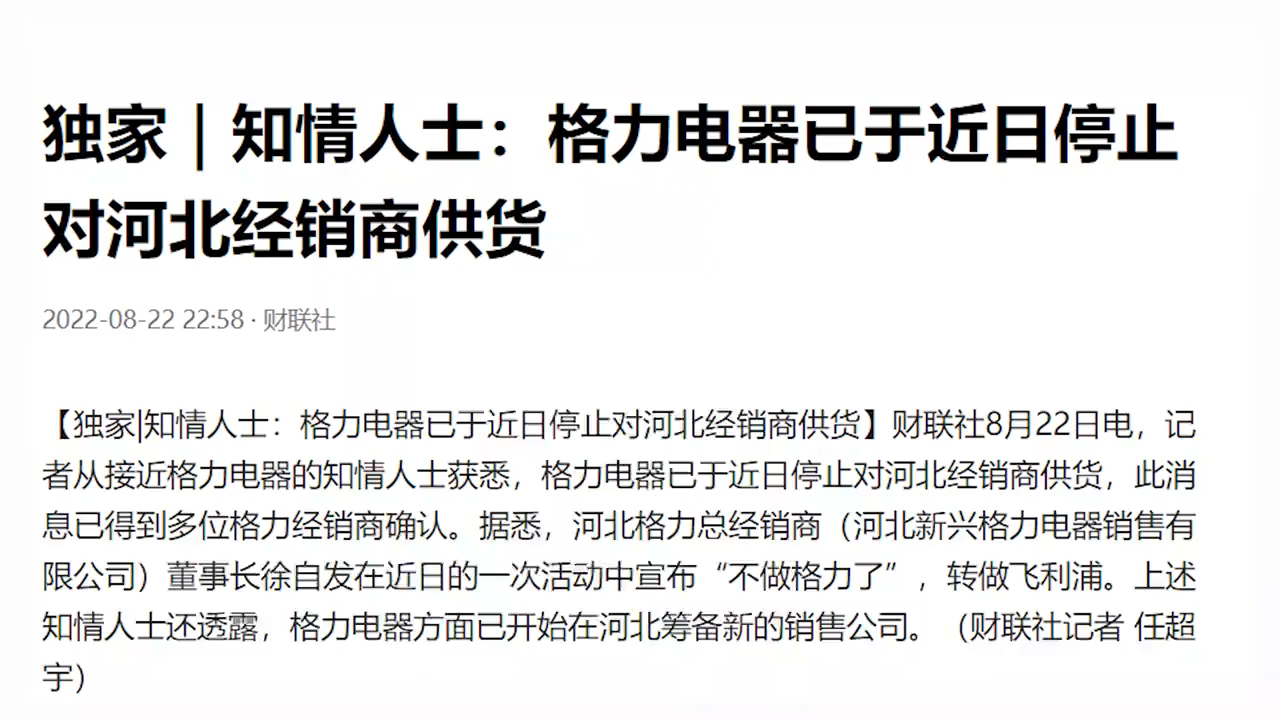 独家｜知情人士：格力电器已于近日停止
对河北经销商供货
2022-08-22 22:58 · 财联社
【独家|知情人士：格力电器已于近日停止对河北经销商供货】财联社8月22日电，记
者从接近格力电器的知情人士获悉，格力电器已于近日停止对河北经销商供货，此消
息已得到多位格力经销商确认。据悉，河北格力总经销商（河北新兴格力电器销售有
限公司）董事长徐自发在近日的一次活动中宣布“不做格力了”，转做飞利浦。上述
知情人士还透露，格力电器方面已开始在河北筹备新的销售公司。（财联社记者 任超
宇）